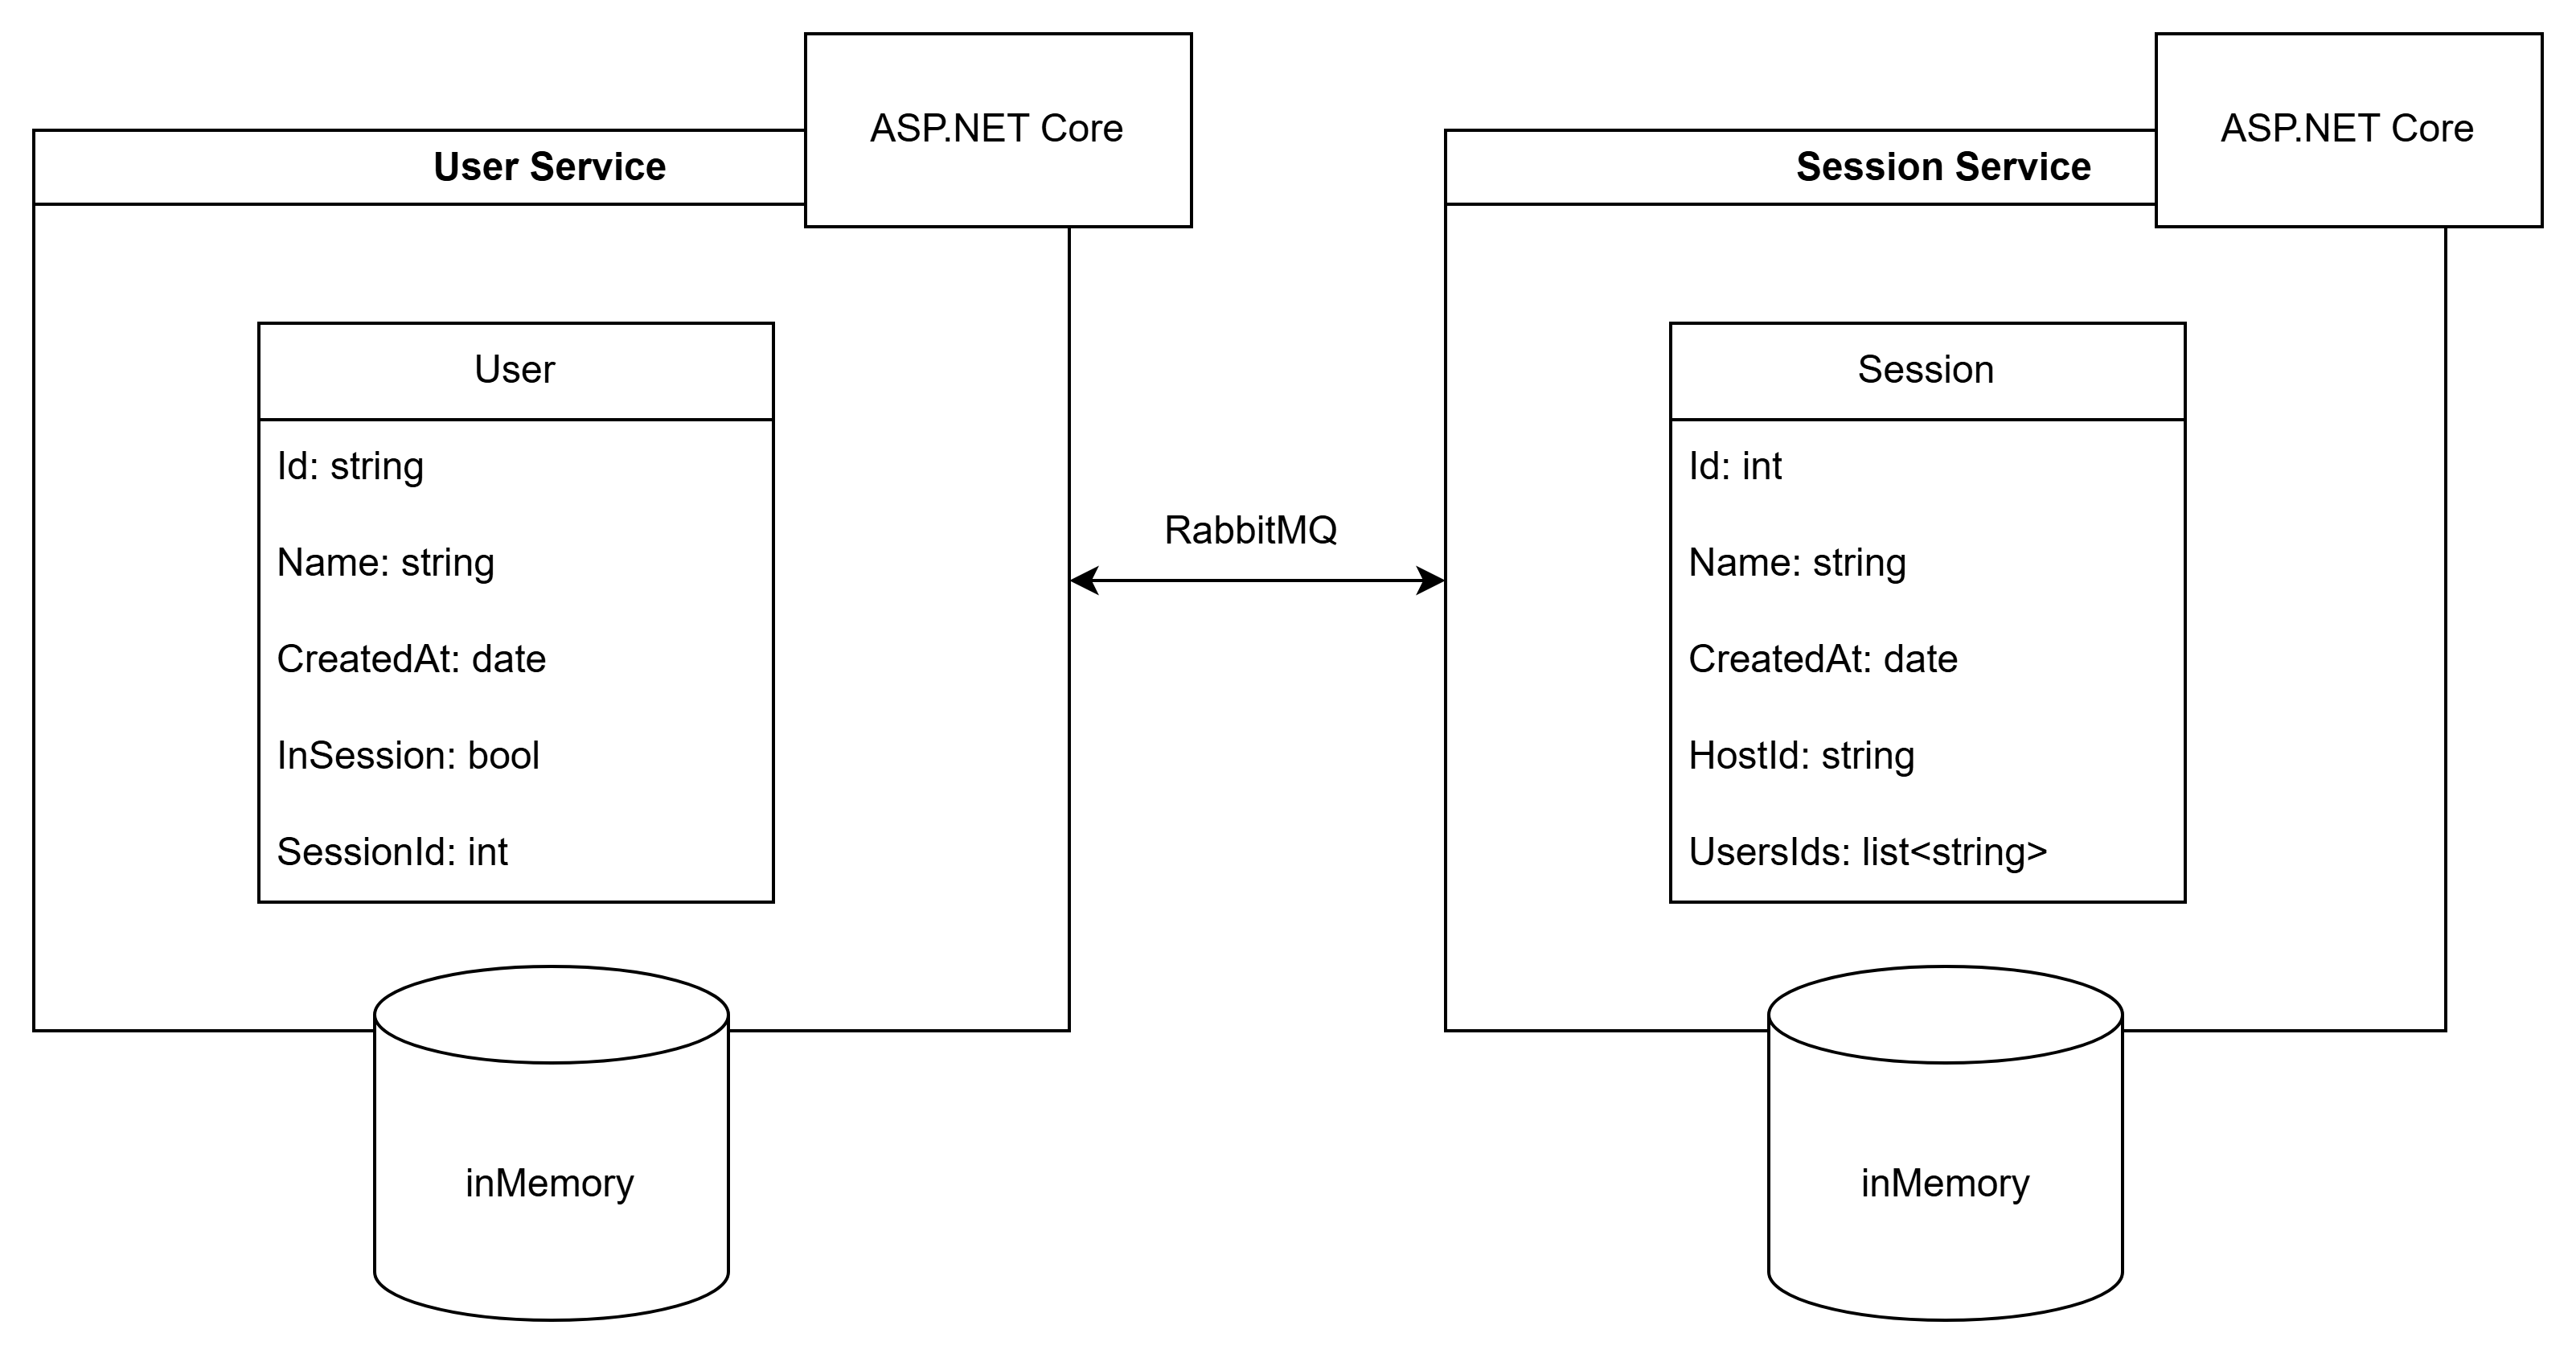 ASP.NET Core
User Service
User
Id: string
Name: string
CreatedAt: date
InSession: bool
SessionId: int
inMemory
RabbitMQ
ASP.NET Core
Session Service
Session
Id: int
Name: string
CreatedAt: date
HostId: string
UsersIds: list<string>
inMemory